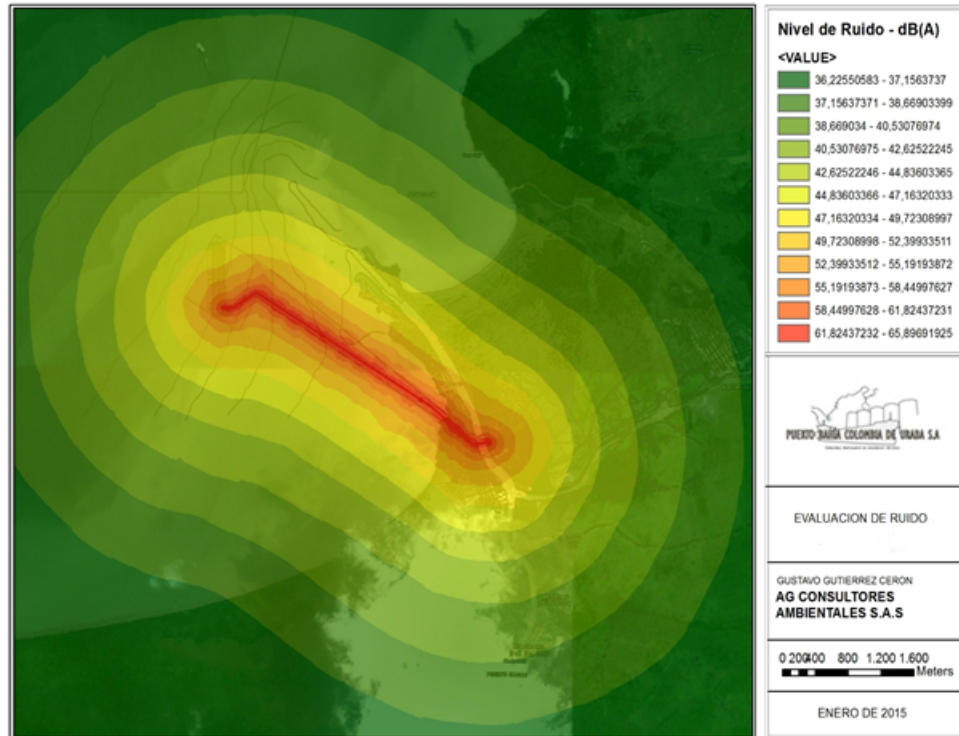 Nivel de Ruido - dB(A)
<VALUE>
36,22550583 - 37,1563737
37,15637371 - 38,66903399
38,669034 - 40,53076974
40,53076975 - 42,62522245
42,62522246 - 44,83603365
44,83603366 - 47,16320333
47,16320334 - 49,72308997
49,72308998 - 52,39933511
52,39933512 - 55,19193872
55,19193873 - 58,44997627
58,44997628 - 61,82437231
61,82437232 - 65,89691925
PUERTO BAHÍA COLOMBIA DE URABA S.A
EVALUACION DE RUIDO
GUSTAVO GUTIERREZ CERON
AG CONSULTORES
AMBIENTALES S.A.S
0 200400 800 1.200 1.600
Meters
ENERO DE 2015